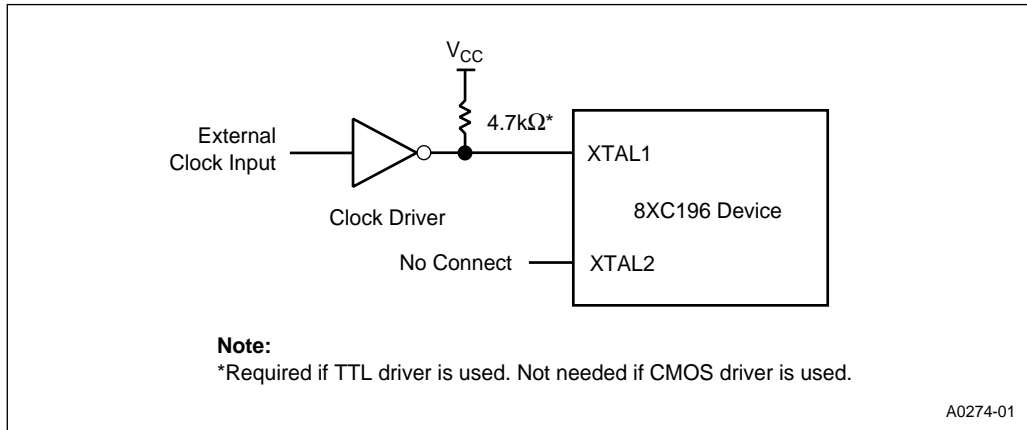 VCC
4.7kΩ*
External
Clock Input
XTAL1
Clock Driver
8XC196 Device
No Connect
XTAL2
Note:
*Required if TTL driver is used. Not needed if CMOS driver is used.
A0274-01